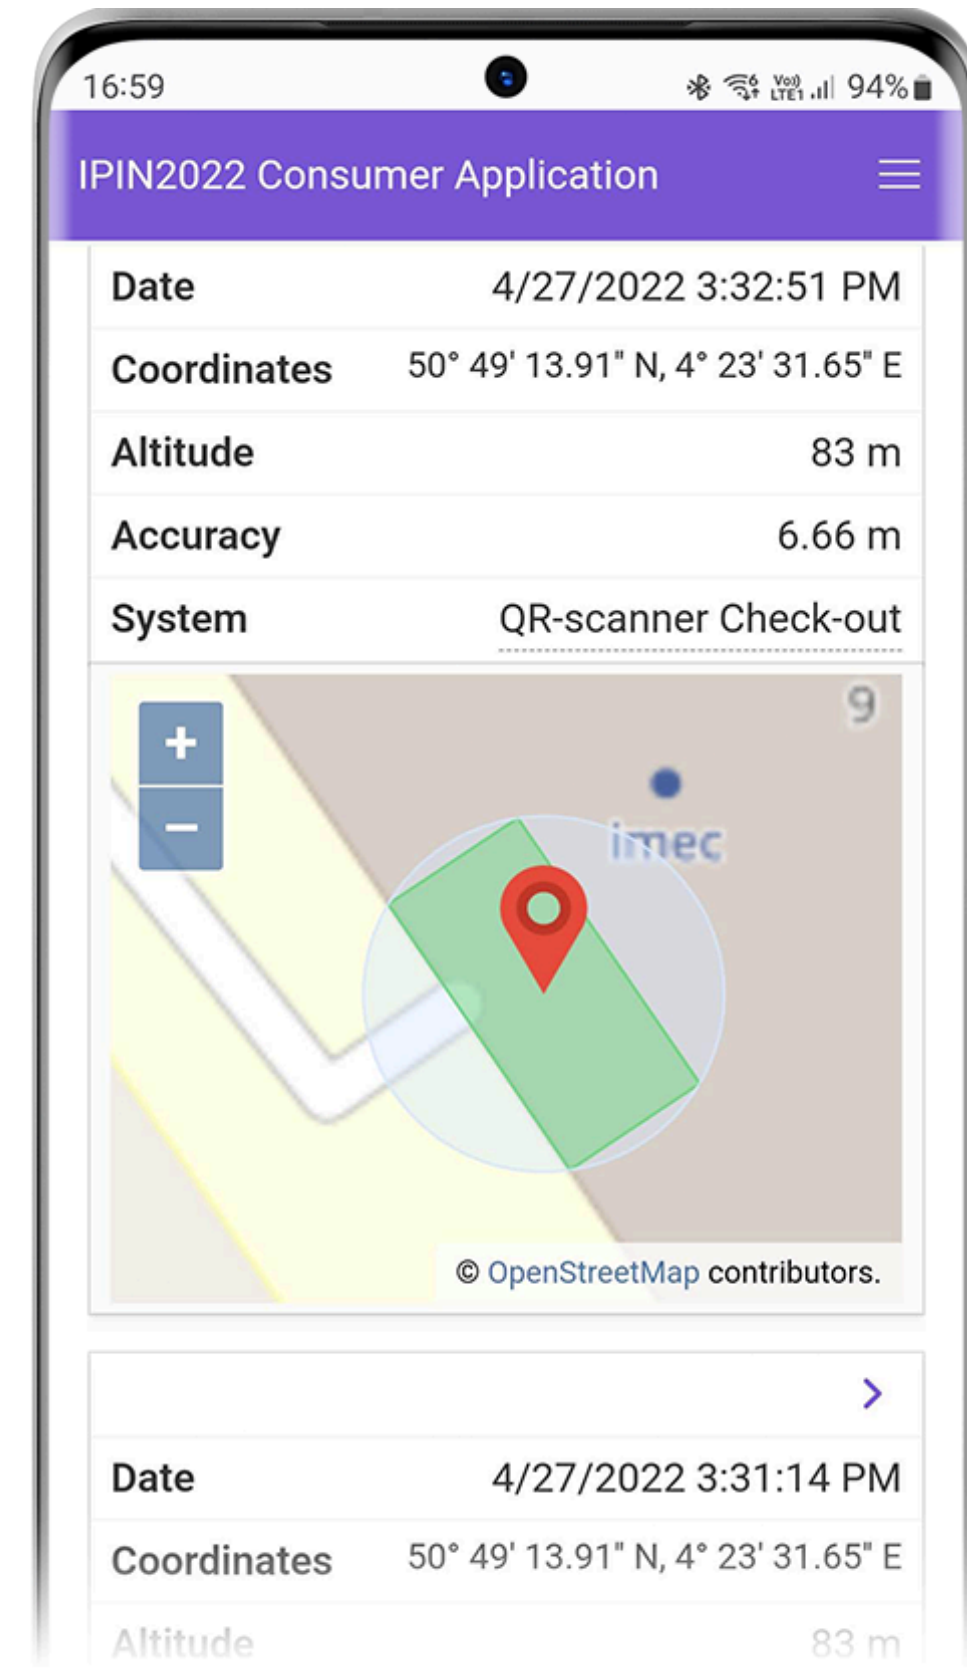 16:59 Vo)) LTE1 94%
IPIN2022 Consumer Application
Date 4/27/2022 3:32:51 PM
Coordinates 50° 49' 13.91" N, 4° 23' 31.65" E
Altitude 83 m
Accuracy 6.66 m
System QR-scanner Check-out
+
9
−
imec
© OpenStreetMap contributors.
Date 4/27/2022 3:31:14 PM
Coordinates 50° 49' 13.91" N, 4° 23' 31.65" E
Altitude 83 m